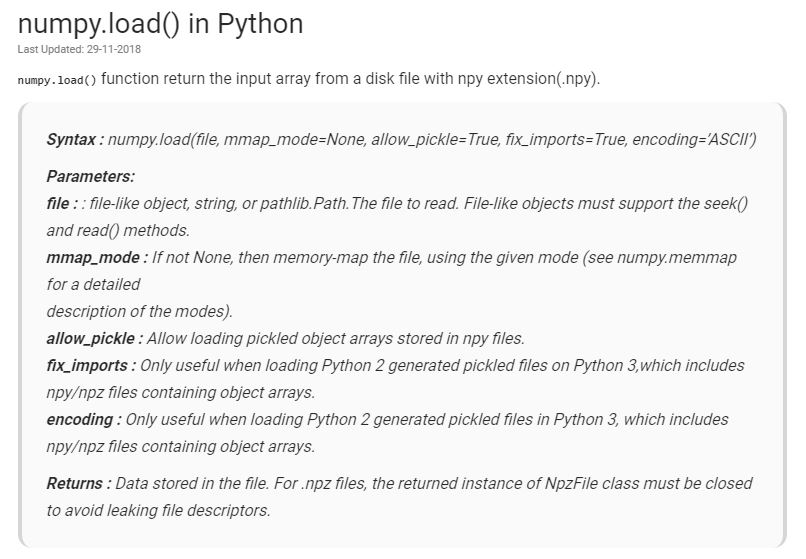 numpy.load() in Python
Last Updated: 29-11-2018
numpy.load() function return the input array from a disk file with npy extension(.npy).
Syntax : numpy.load(file, mmap_mode=None, allow_pickle=True, fix_imports=True, encoding=’ASCII’)
Parameters:
file : : file-like object, string, or pathlib.Path.The file to read. File-like objects must support the seek()
and read() methods.
mmap_mode : If not None, then memory-map the file, using the given mode (see numpy.memmap
for a detailed
description of the modes).
allow_pickle : Allow loading pickled object arrays stored in npy files.
fix_imports : Only useful when loading Python 2 generated pickled files on Python 3,which includes
npy/npz files containing object arrays.
encoding : Only useful when loading Python 2 generated pickled files in Python 3, which includes
npy/npz files containing object arrays.
Returns : Data stored in the file. For .npz files, the returned instance of NpzFile class must be closed
to avoid leaking file descriptors.